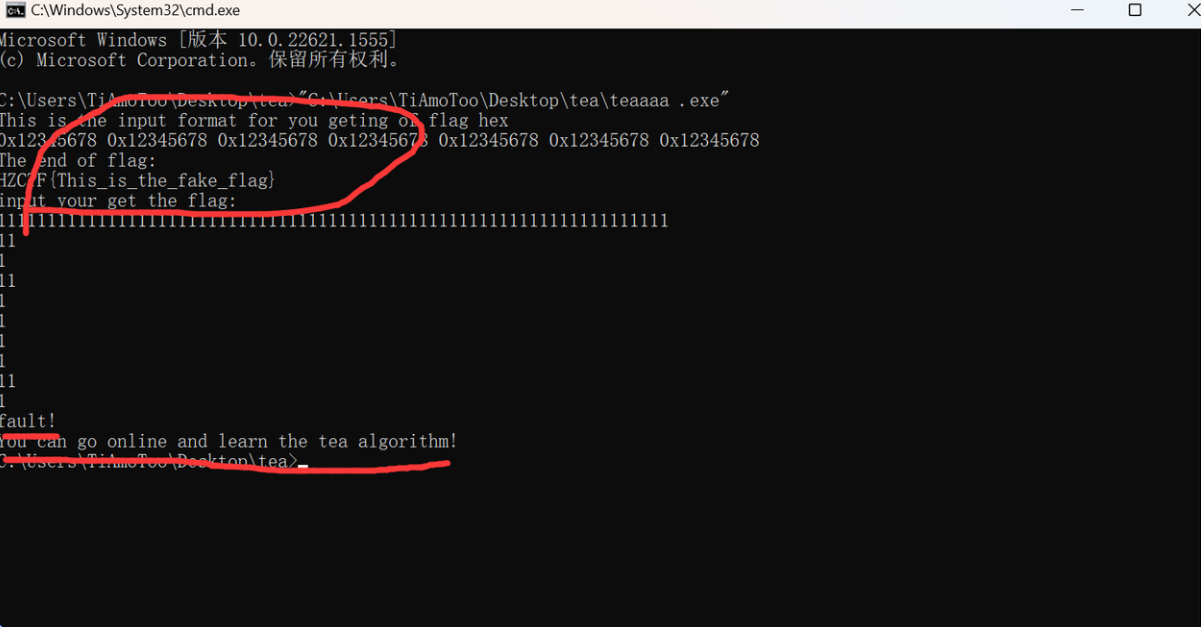 C:\Windows\System32\cmd.exe
Microsoft Windows [版本 10.0.22621.1555]
(c) Microsoft Corporation。保留所有权利。
C:\Users\TiAmoToo\Desktop\tea>"C:\Users\TiAmoToo\Desktop\tea\teaaaa .exe"
This is the input format for you geting of flag hex
0x12345678 0x12345678 0x12345678 0x12345678 0x12345678 0x12345678 0x12345678
The end of flag:
HZCTF{This_is_the_fake_flag}
input your get the flag:
1111111111111111111111111111111111111111111111111111111111111111111
11
1
11
1
1
1
1
11
1
fault!
You can go online and learn the tea algorithm!
C:\Users\TiAmoToo\Desktop\tea>